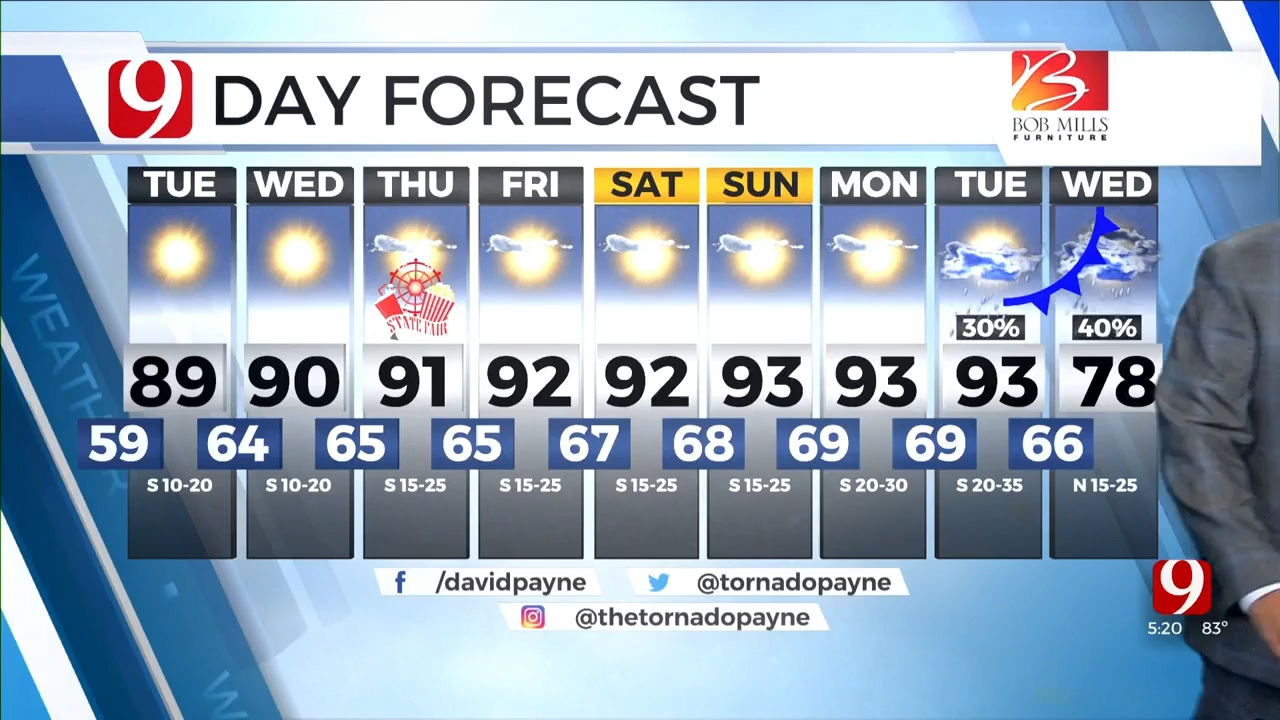 9 DAY FORECAST
B
BOB MILLS
FURNITURE
TUE WED THU FRI SAT SUN MON TUE WED
STATE FAIR
30% 40%
89 90 91 92 92 93 93 93 78
59 64 65 65 67 68 69 69 66
S 10-20 S 10-20 S 15-25 S 15-25 S 15-25 S 15-25 S 20-30 S 20-35 N 15-25
f /davidpayne @tornadopayne
@thetornadopayne
9
5:20 83°
WEATHER
W